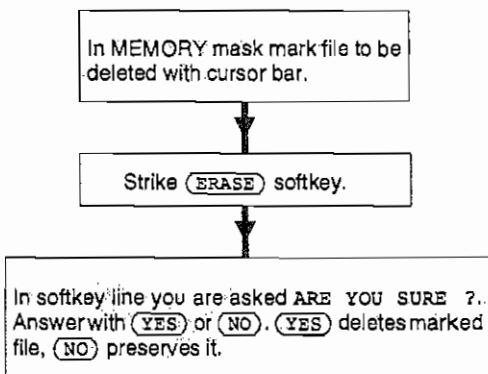 In MEMORY mask mark file to be
deleted with cursor bar.
Strike (ERASE) softkey.
In softkey line you are asked ARE YOU SURE ?.
Answer with (YES) or (NO). (YES) deletes marked
file, (NO) preserves it.